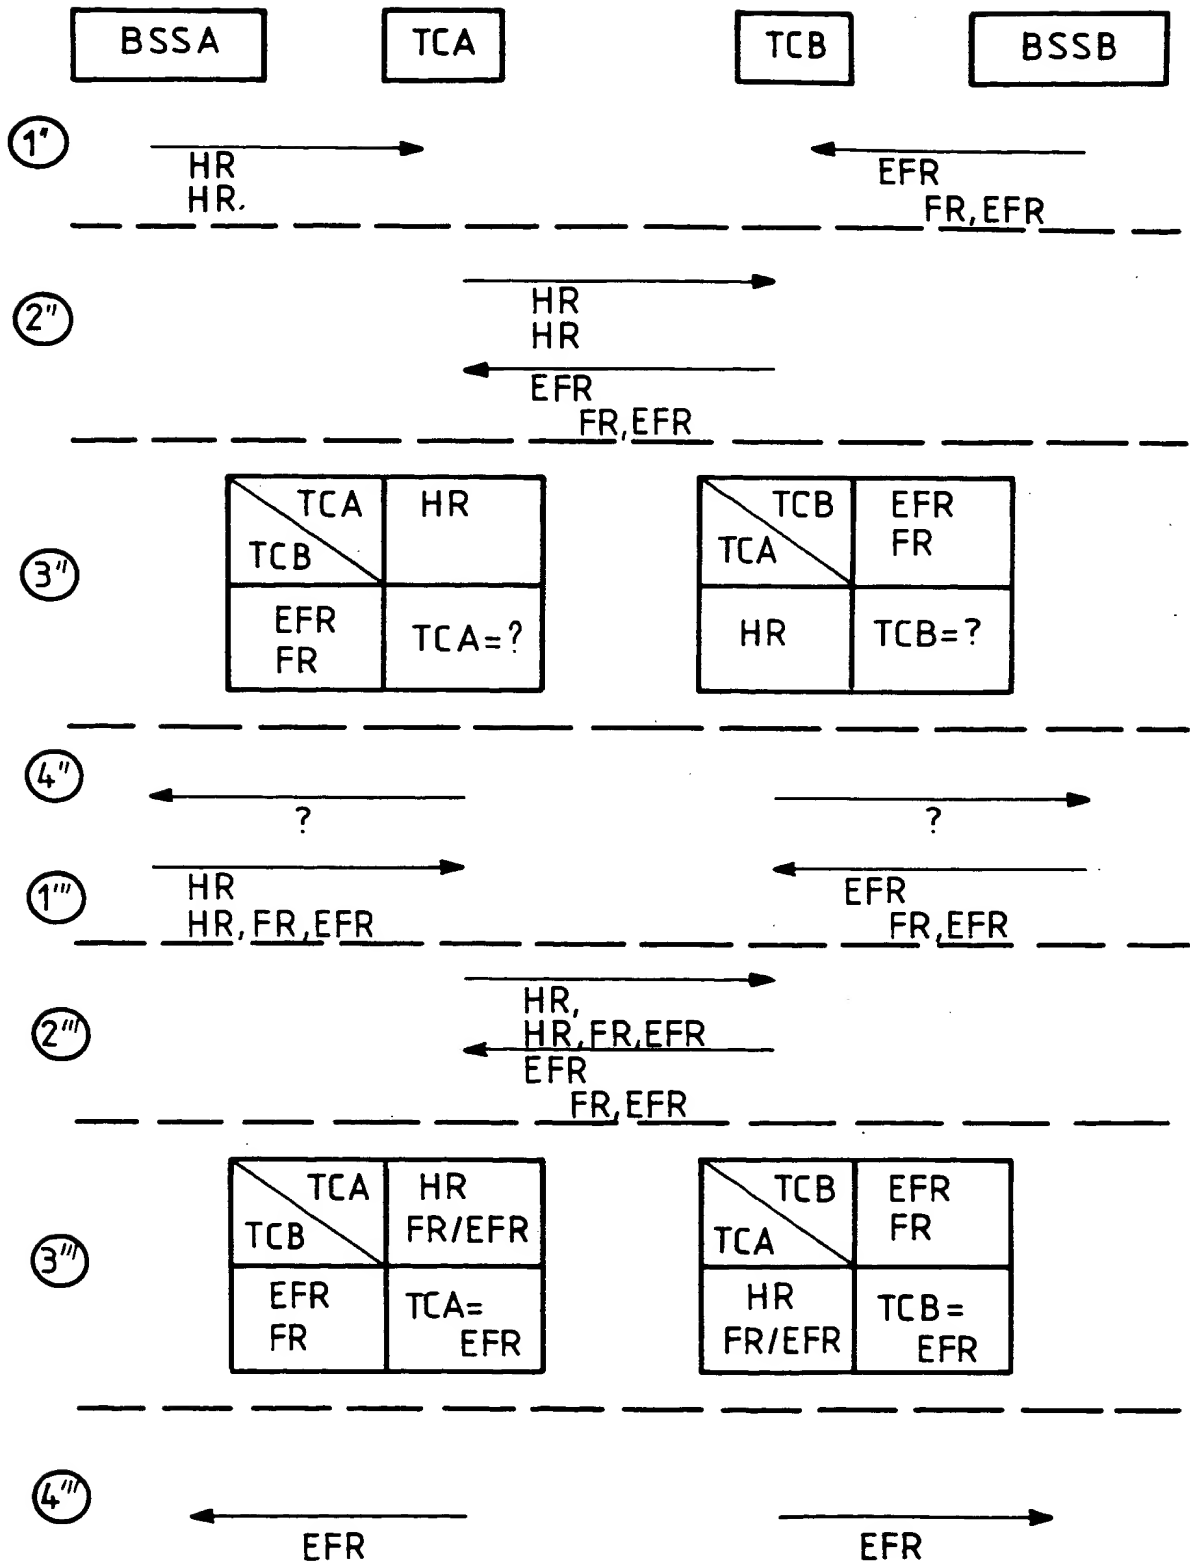 BSSA TCA TCB BSSB
1"
HR EFR
HR. FR,EFR
2"
HR
HR
EFR
FR,EFR
3"
TCA HR TCB EFR
FR
TCB TCA
EFR
FR TCA=? HR TCB=?
4"
? ?
1'''
HR EFR
HR,FR,EFR FR,EFR
2'''
HR,
HR,FR,EFR
EFR
FR,EFR
3'''
TCA HR TCB EFR
TCB FR/EFR TCA FR
EFR TCA= HR TCB=
FR EFR FR/EFR EFR
4'''
EFR EFR